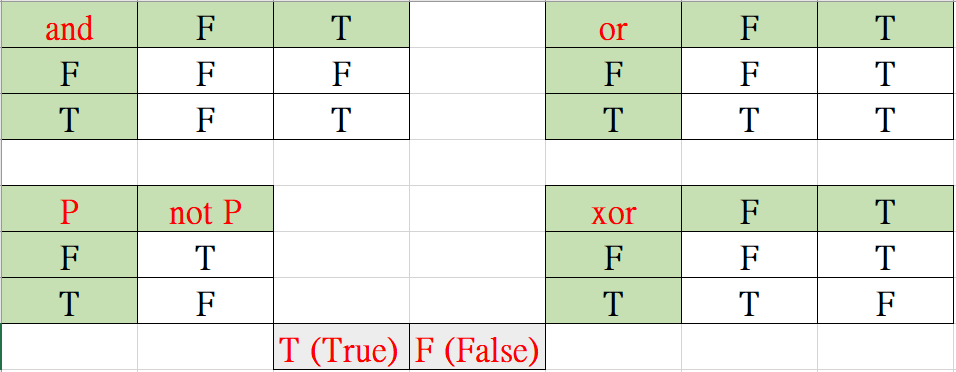 and F T or F T
F F F F F T
T F T T T T
P not P xor F T
F T F F T
T F T T F
T (True) F (False)